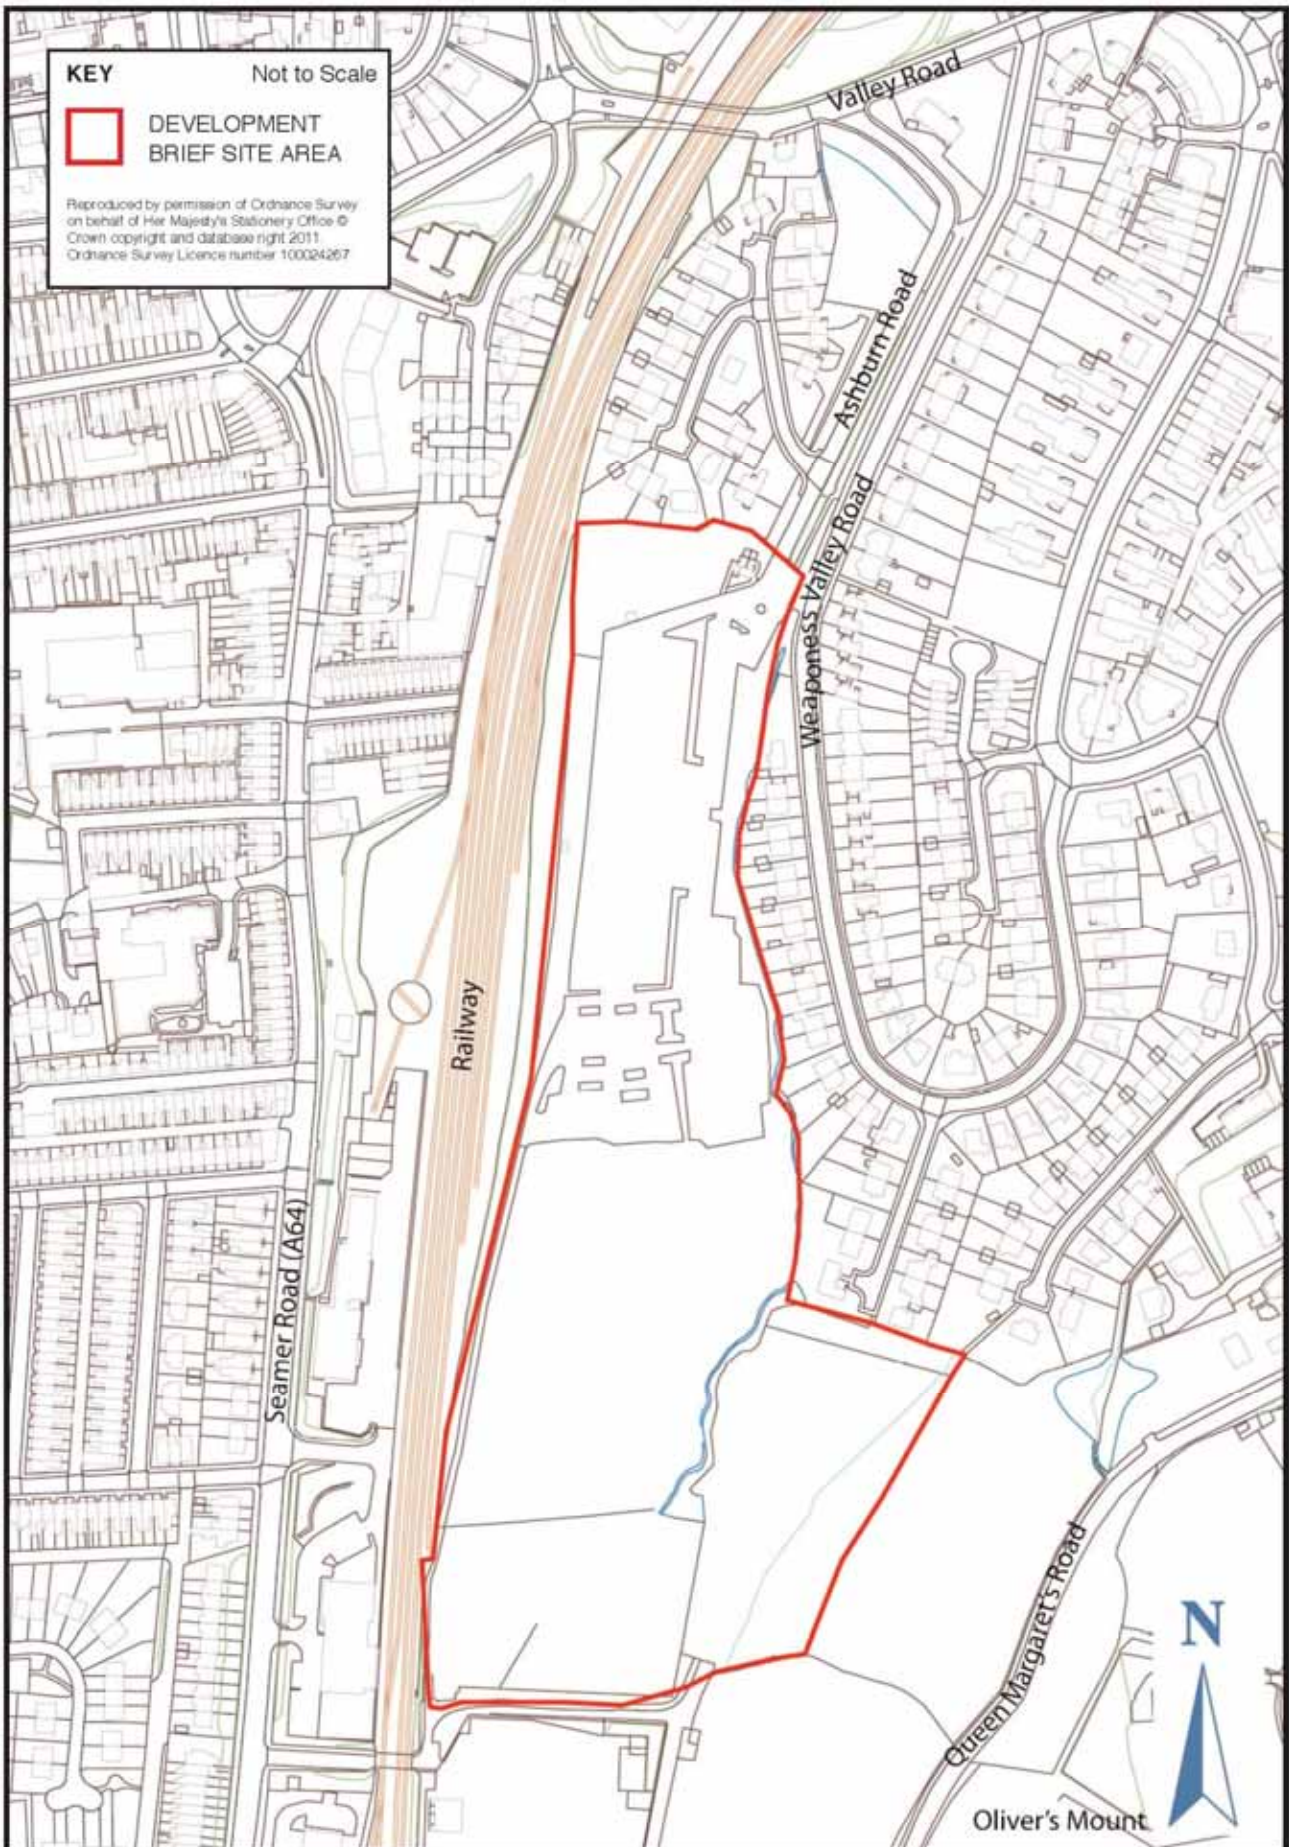 KEY
Not to Scale
DEVELOPMENT
BRIEF SITE AREA
Reproduced by permission of Ordnance Survey
on behalf of Her Majesty's Stationery Office ©
Crown copyright and database right 2011
Ordnance Survey Licence number 100024267
Valley Road
Ashburn Road
Weaponess Valley Road
Railway
Seamer Road (A64)
Queen Margaret's Road
N
Oliver's Mount